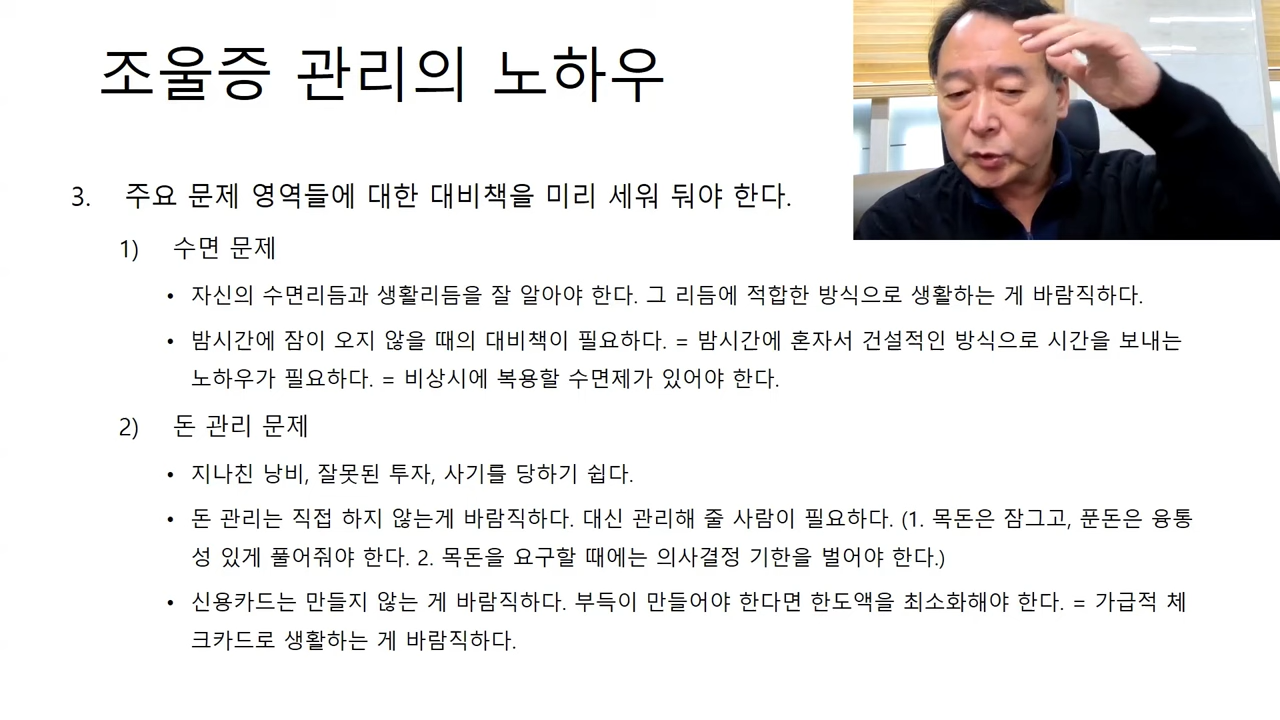 조울증 관리의 노하우
3. 주요 문제 영역들에 대한 대비책을 미리 세워 둬야 한다.
1) 수면 문제
• 자신의 수면리듬과 생활리듬을 잘 알아야 한다. 그 리듬에 적합한 방식으로 생활하는 게 바람직하다.
• 밤시간에 잠이 오지 않을 때의 대비책이 필요하다. = 밤시간에 혼자서 건설적인 방식으로 시간을 보내는
노하우가 필요하다. = 비상시에 복용할 수면제가 있어야 한다.
2) 돈 관리 문제
• 지나친 낭비, 잘못된 투자, 사기를 당하기 쉽다.
• 돈 관리는 직접 하지 않는게 바람직하다. 대신 관리해 줄 사람이 필요하다. (1. 목돈은 잠그고, 푼돈은 융통
성 있게 풀어줘야 한다. 2. 목돈을 요구할 때에는 의사결정 기한을 벌어야 한다.)
• 신용카드는 만들지 않는 게 바람직하다. 부득이 만들어야 한다면 한도액을 최소화해야 한다. = 가급적 체
크카드로 생활하는 게 바람직하다.